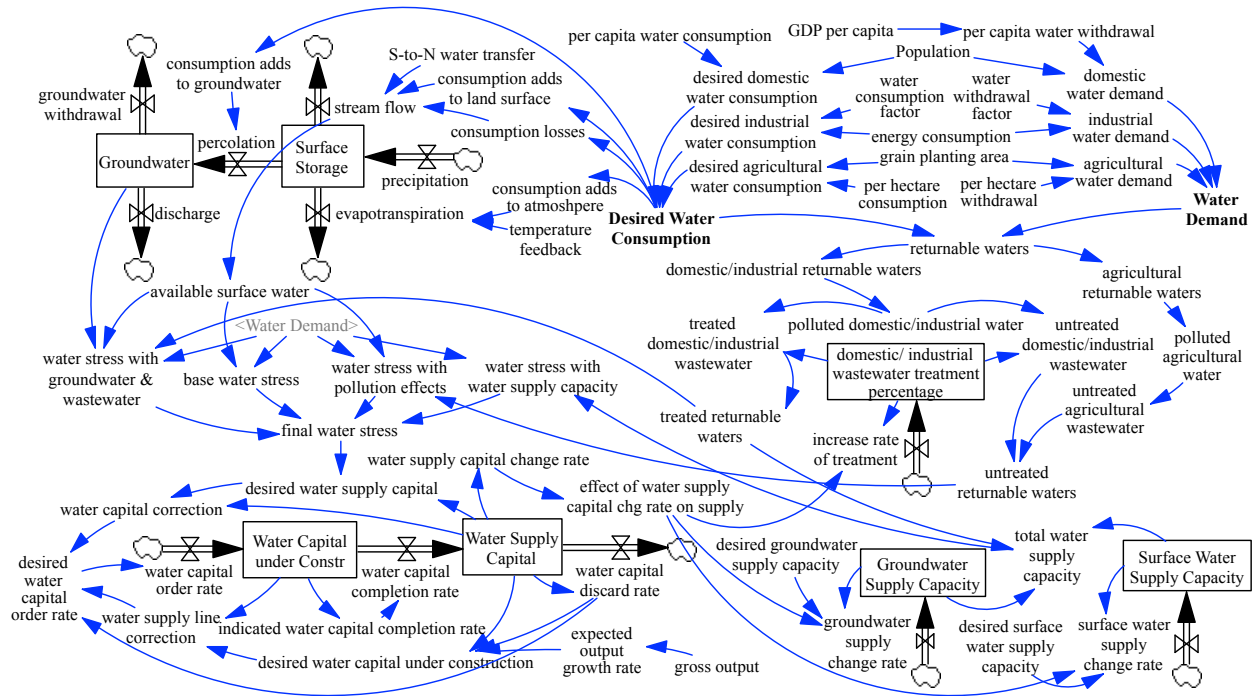 per capita water consumption
GDP per capita
per capita water withdrawal
Population
consumption adds
to groundwater
S-to-N water transfer
consumption adds
to land surface
stream flow
consumption losses
groundwater
withdrawal
percolation
Groundwater
Surface
Storage
precipitation
discharge
evapotranspiration
consumption adds
to atmoshpere
temperature
feedback
desired domestic
water consumption
water
consumption
factor
water
withdrawal
factor
domestic
water demand
desired industrial
water consumption
energy consumption
industrial
water demand
desired agricultural
water consumption
grain planting area
agricultural
water demand
per hectare
consumption
per hectare
withdrawal
Desired Water
Consumption
Water
Demand
returnable waters
domestic/industrial returnable waters
agricultural
returnable waters
available surface water
<Water Demand>
water stress with
groundwater &
wastewater
base water stress
water stress with
pollution effects
water stress with
water supply capacity
final water stress
treated
domestic/industrial
wastewater
polluted domestic/industrial water
untreated
domestic/industrial
wastewater
polluted
agricultural
water
domestic/ industrial
wastewater treatment
percentage
treated returnable
waters
increase rate
of treatment
untreated
agricultural
wastewater
untreated
returnable waters
water supply capital change rate
desired water supply capital
effect of water supply
capital chg rate on supply
water capital correction
Water Capital
under Constr
Water Supply
Capital
desired
water
capital
order rate
water capital
order rate
water capital
completion rate
water capital
discard rate
water supply line
correction
indicated water capital completion rate
desired water capital under construction
expected
output
growth rate
gross output
desired groundwater
supply capacity
Groundwater
Supply Capacity
total water
supply
capacity
Surface Water
Supply Capacity
groundwater
supply
change rate
desired surface
water supply
capacity
surface water
supply
change rate